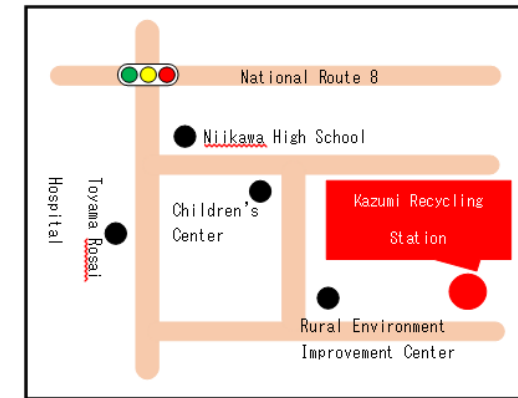 National Route 8
Niikawa High School
Kazumi Recycling
Station
Children's
Center
Toyama Rosai
Hospital
Rural Environment
Improvement Center